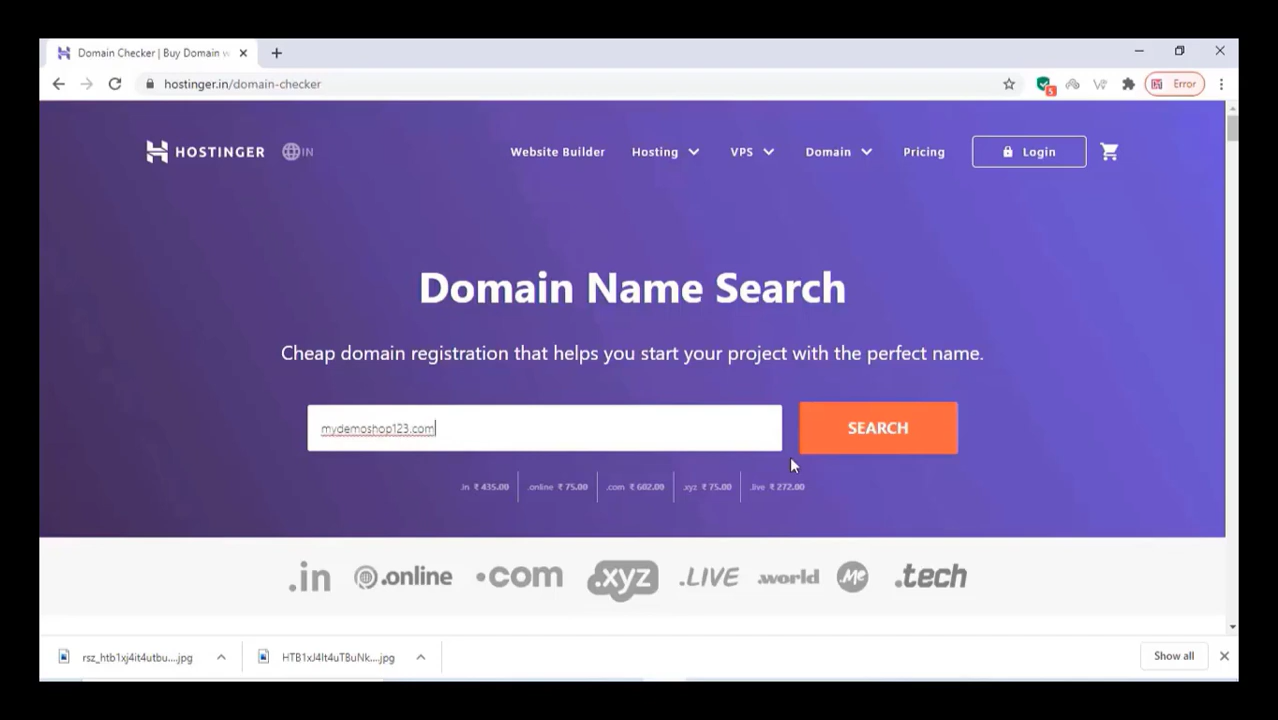 Domain Checker | Buy Domain w
hostinger.in/domain-checker
5
Error
HOSTINGER IN Website Builder Hosting VPS Domain Pricing Login
Domain Name Search
Cheap domain registration that helps you start your project with the perfect name.
mydemoshop123.com SEARCH
.in ₹ 435.00 .online ₹ 75.00 .com ₹ 602.00 .xyz ₹ 75.00 .live ₹ 272.00
.in .online .com .xyz .LIVE .world .Me .tech
rsz_htb1xj4it4utbu....jpg HTB1xJ4It4uTBuNk....jpg Show all